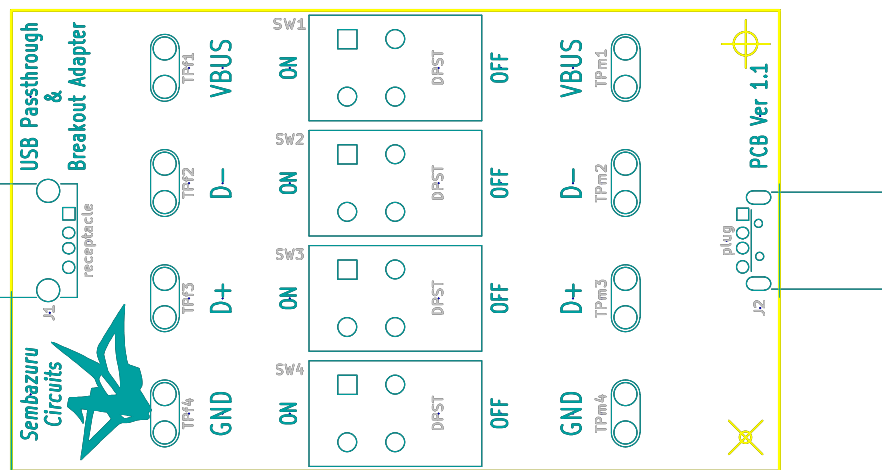 USB Passthrough
&
Breakout Adapter
TPf1
VBUS
SW1
ON
DPST
OFF
VBUS
TPm1
PCB Ver 1.1
TPf2
D-
SW2
ON
DPST
OFF
D-
TPm2
receptacle
J1
plug
J2
TPf3
D+
SW3
ON
DPST
OFF
D+
TPm3
Sembazuru
Circuits
TPf4
GND
SW4
ON
DPST
OFF
GND
TPm4